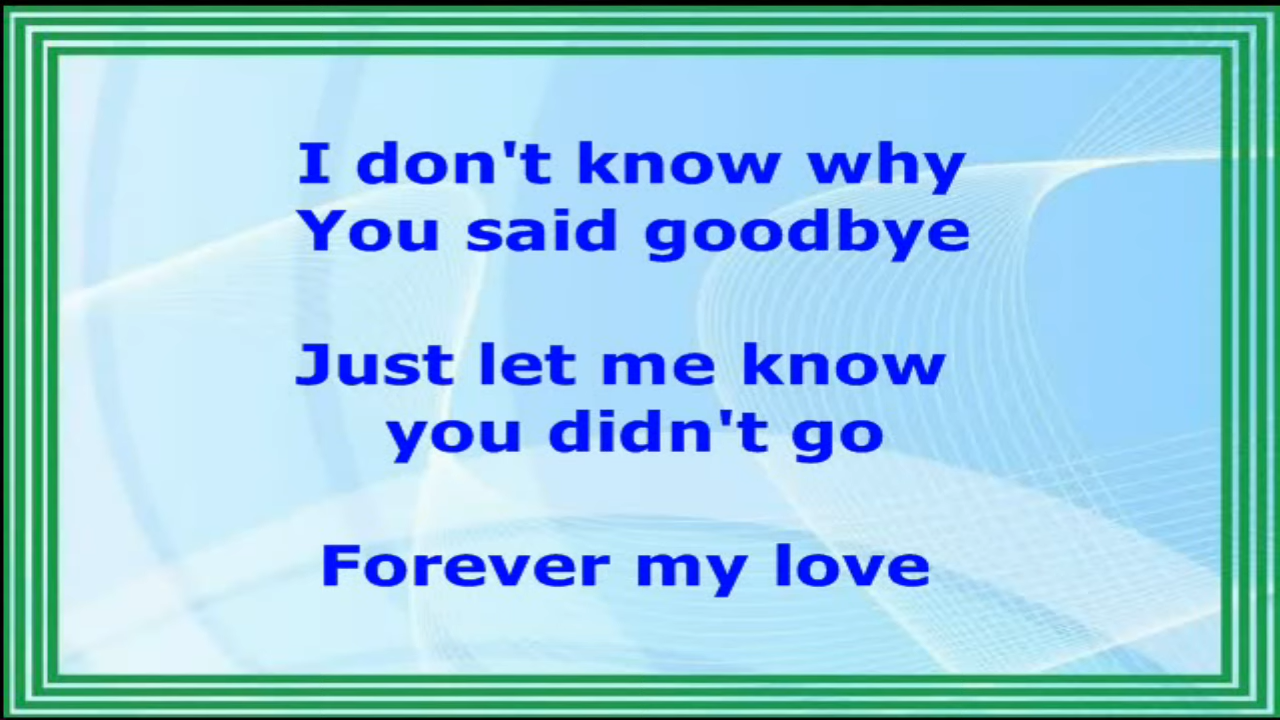 I don't know why
You said goodbye
Just let me know
you didn't go
Forever my love